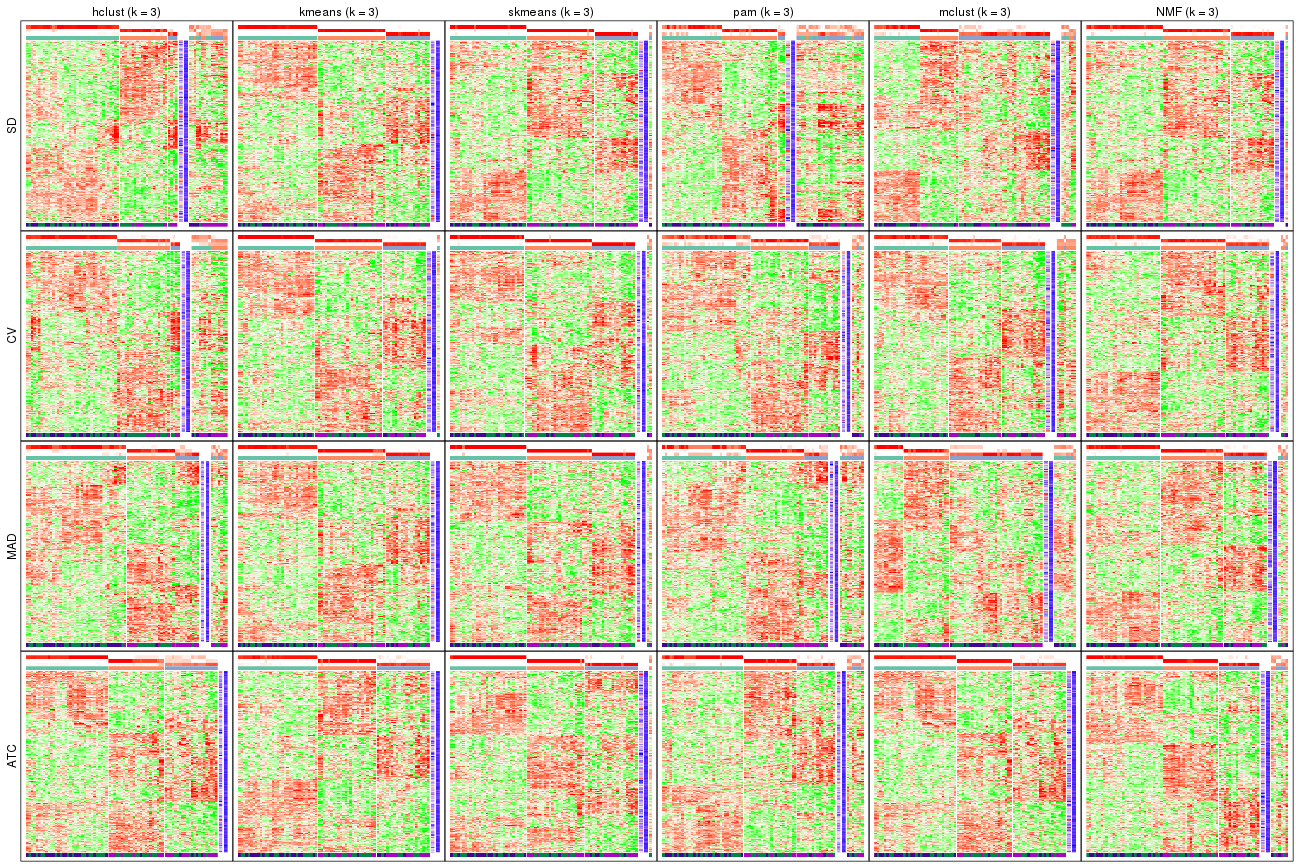 hclust (k = 3) kmeans (k = 3) skmeans (k = 3) pam (k = 3) mclust (k = 3) NMF (k = 3)
SD
CV
MAD
ATC